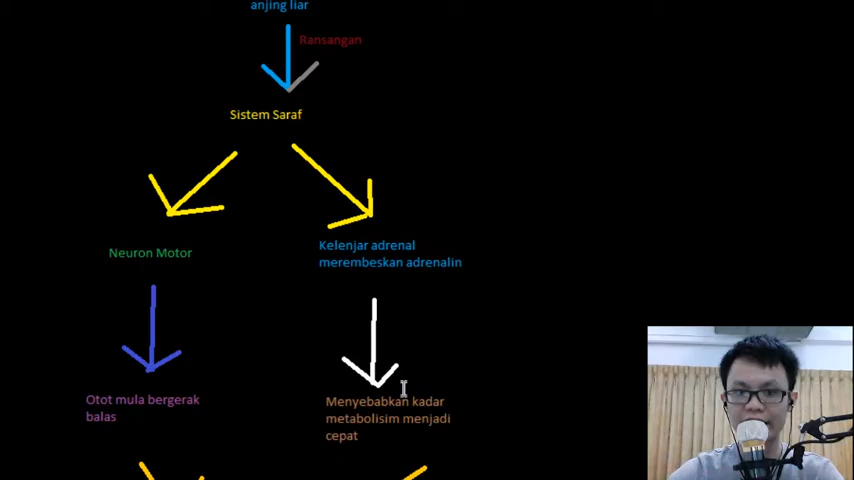 anjing liar
Ransangan
Sistem Saraf
Neuron Motor
Kelenjar adrenal
merembeskan adrenalin
Otot mula bergerak
balas
Menyebabkan kadar
metabolisim menjadi
cepat